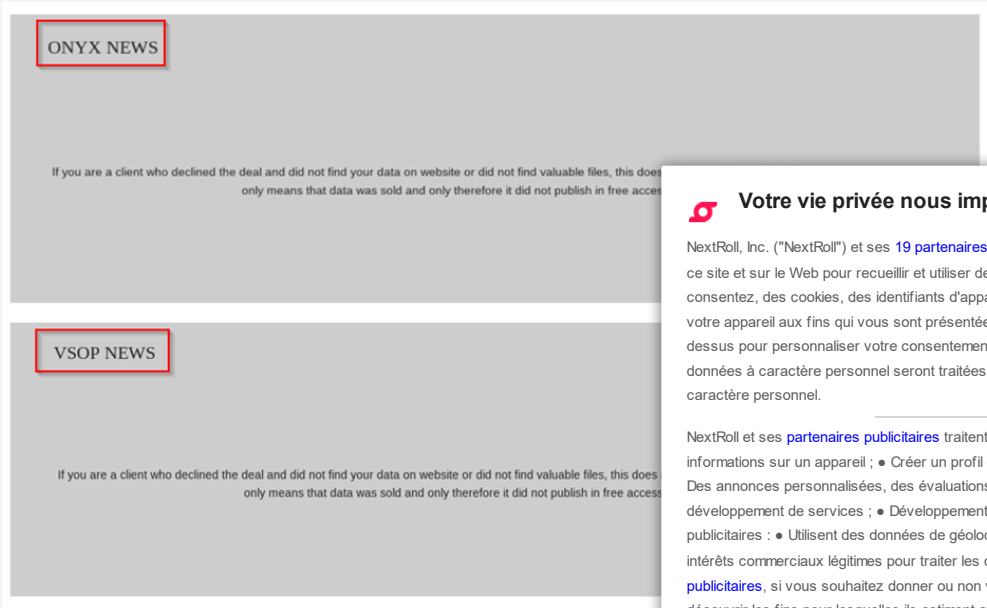 ONYX NEWS
If you are a client who declined the deal and did not find your data on website or did not find valuable files, this does
only means that data was sold and only therefore it did not publish in free
VSOP NEWS
If you are a client who declined the deal and did not find your data on website or did not find valuable files, this does
only means that data was sold and only therefore it did not publish in free access
Votre vie privée nous
NextRoll, Inc. ("NextRoll") et ses 19 partenaires
ce site et sur le Web pour recueillir et utiliser
consentez, des cookies, des identifiants
votre appareil aux fins qui vous sont
dessus pour personnaliser votre
données à caractère personnel seront traitées
caractère personnel.
NextRoll et ses partenaires publicitaires traitent
informations sur un appareil ; ● Créer un profil
Des annonces personnalisées, des évaluations
développement de services ; ● Développement
publicitaires : ● Utilisent des données de
intérêts commerciaux légitimes pour traiter les
publicitaires, si vous souhaitez donner ou non